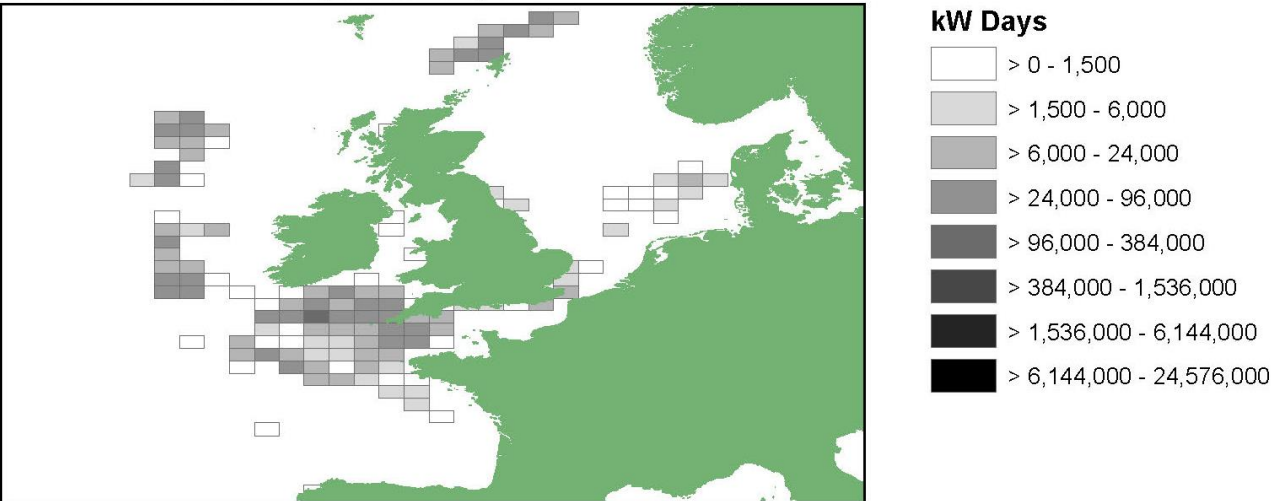 kW Days
> 0 - 1,500
> 1,500 - 6,000
> 6,000 - 24,000
> 24,000 - 96,000
> 96,000 - 384,000
> 384,000 - 1,536,000
> 1,536,000 - 6,144,000
> 6,144,000 - 24,576,000